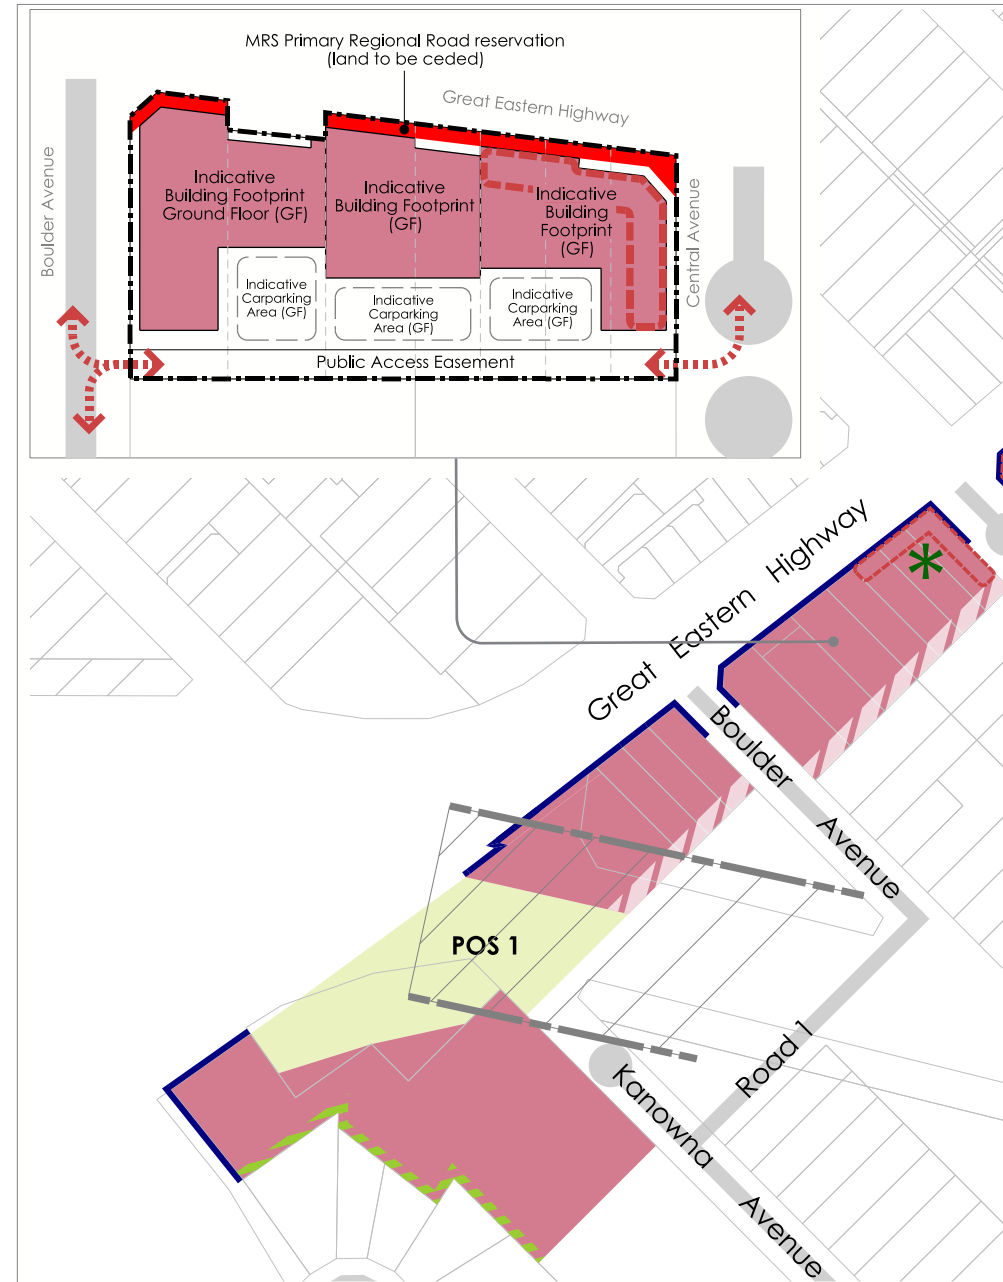 MRS Primary Regional Road reservation
(land to be ceded)
Great Eastern Highway
Boulder Avenue
Central Avenue
Indicative
Building Footprint
Ground Floor (GF)
Indicative
Building Footprint
(GF)
Indicative
Building
Footprint
(GF)
Indicative
Carparking
Area (GF)
Indicative
Carparking
Area (GF)
Indicative
Carparking
Area (GF)
Public Access Easement
Great Eastern Highway
Boulder Avenue
POS 1
Road 1
Kanowna Avenue